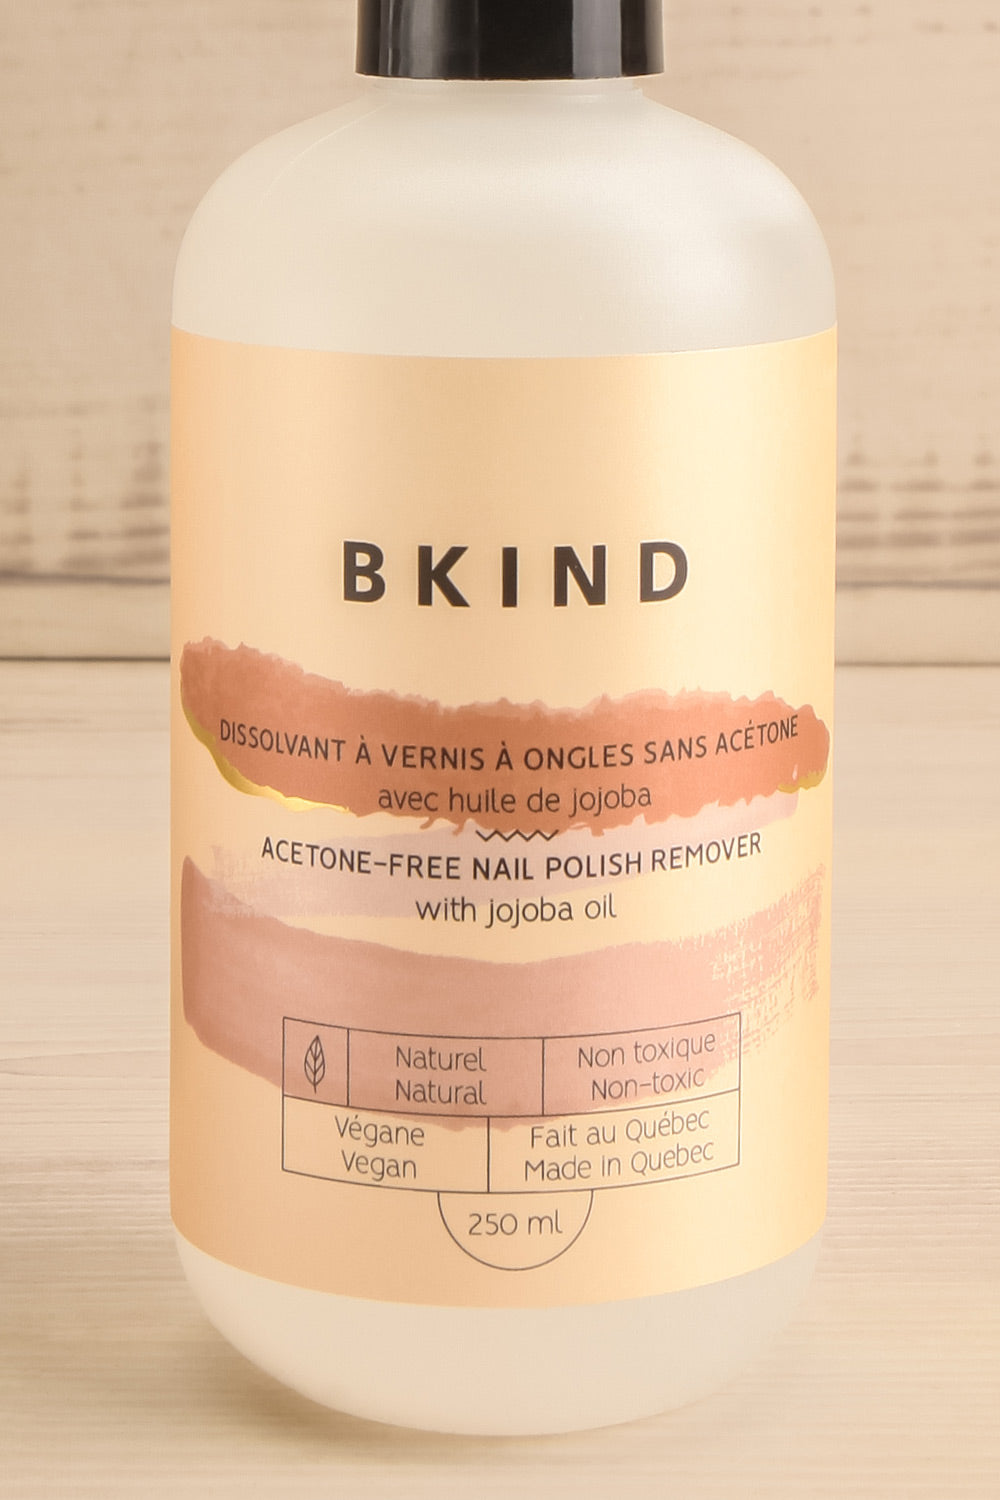 BKIND
DISSOLVANT À VERNIS À ONGLES SANS ACÉTONE
avec huile de jojoba
ACETONE-FREE NAIL POLISH REMOVER
with jojoba oil
Naturel
Natural
Non toxique
Non-toxic
Végane
Vegan
Fait au Québec
Made in Quebec
250 ml